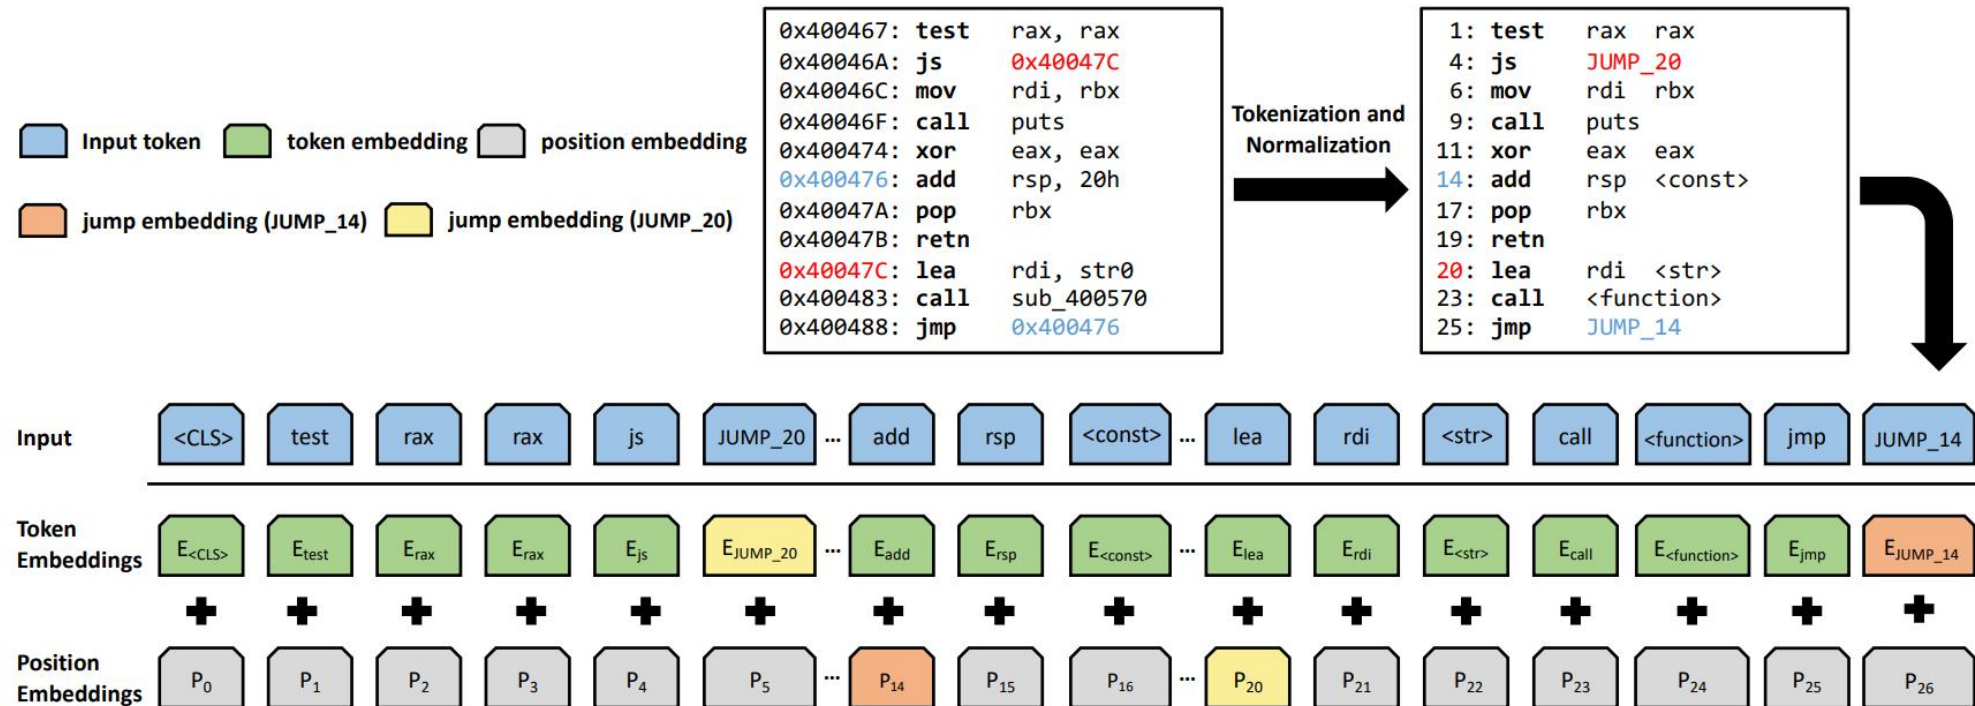 Input token token embedding position embedding
jump embedding (JUMP_14) jump embedding (JUMP_20)
0x400467: test rax, rax
0x40046A: js 0x40047C
0x40046C: mov rdi, rbx
0x40046F: call puts
0x400474: xor eax, eax
0x400476: add rsp, 20h
0x40047A: pop rbx
0x40047B: retn
0x40047C: lea rdi, str0
0x400483: call sub_400570
0x400488: jmp 0x400476
Tokenization and
Normalization
1: test rax rax
4: js JUMP_20
6: mov rdi rbx
9: call puts
11: xor eax eax
14: add rsp <const>
17: pop rbx
19: retn
20: lea rdi <str>
23: call <function>
25: jmp JUMP_14
Input <CLS> test rax rax js JUMP_20 ... add rsp <const> ... lea rdi <str> call <function> jmp JUMP_14
Token
Embeddings E<CLS> Etest Erax Erax Ejs EJUMP_20 ... Eadd Ersp E<const> ... Elea Erdi E<str> Ecall E<function> Ejmp EJUMP_14
+ + + + + + + + + + + + + + + +
Position
Embeddings P0 P1 P2 P3 P4 P5 ... P14 P15 P16 ... P20 P21 P22 P23 P24 P25 P26